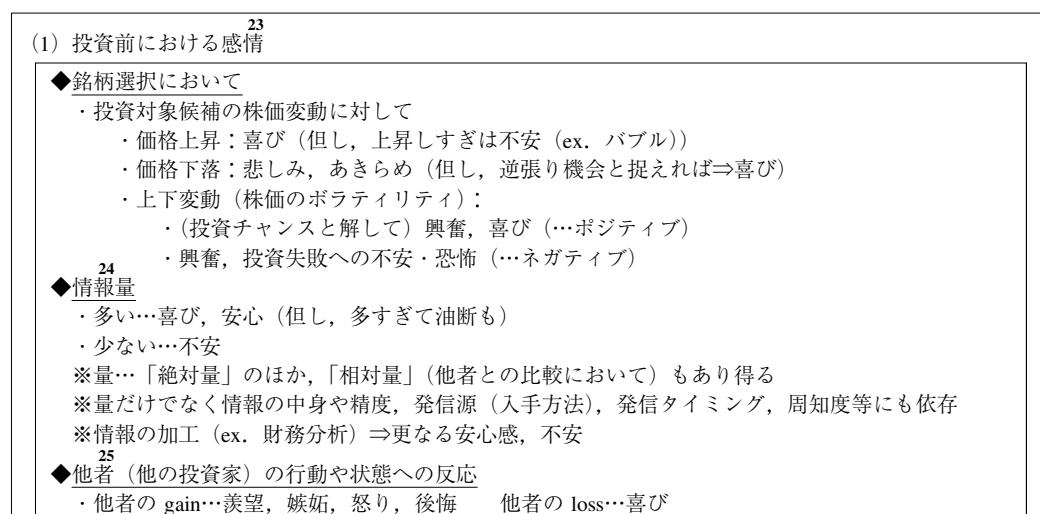 (1) 投資前における感情23
◆銘柄選択において
・投資対象候補の株価変動に対して
・価格上昇：喜び（但し，上昇しすぎは不安（ex. バブル））
・価格下落：悲しみ，あきらめ（但し，逆張り機会と捉えれば⇒喜び）
・上下変動（株価のボラティリティ）：
・（投資チャンスと解して）興奮，喜び（…ポジティブ）
・興奮，投資失敗への不安・恐怖（…ネガティブ）
◆情報量24
・多い…喜び，安心（但し，多すぎて油断も）
・少ない…不安
※量…「絶対量」のほか，「相対量」（他者との比較において）もあり得る
※量だけでなく情報の中身や精度，発信源（入手方法），発信タイミング，周知度等にも依存
※情報の加工（ex. 財務分析）⇒更なる安心感，不安
◆他者25（他の投資家）の行動や状態への反応
・他者の gain…羨望，嫉妬，怒り，後悔　　他者の loss…喜び